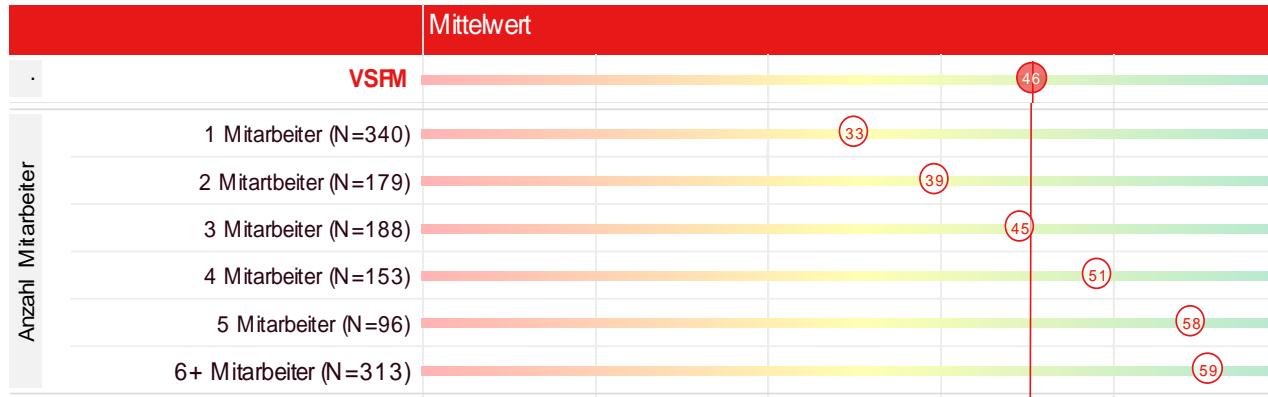 Mittelwert
. VSFM 46
Anzahl Mitarbeiter
1 Mitarbeiter (N=340) 33
2 Mitartbeiter (N=179) 39
3 Mitarbeiter (N=188) 45
4 Mitarbeiter (N=153) 51
5 Mitarbeiter (N=96) 58
6+ Mitarbeiter (N=313) 59